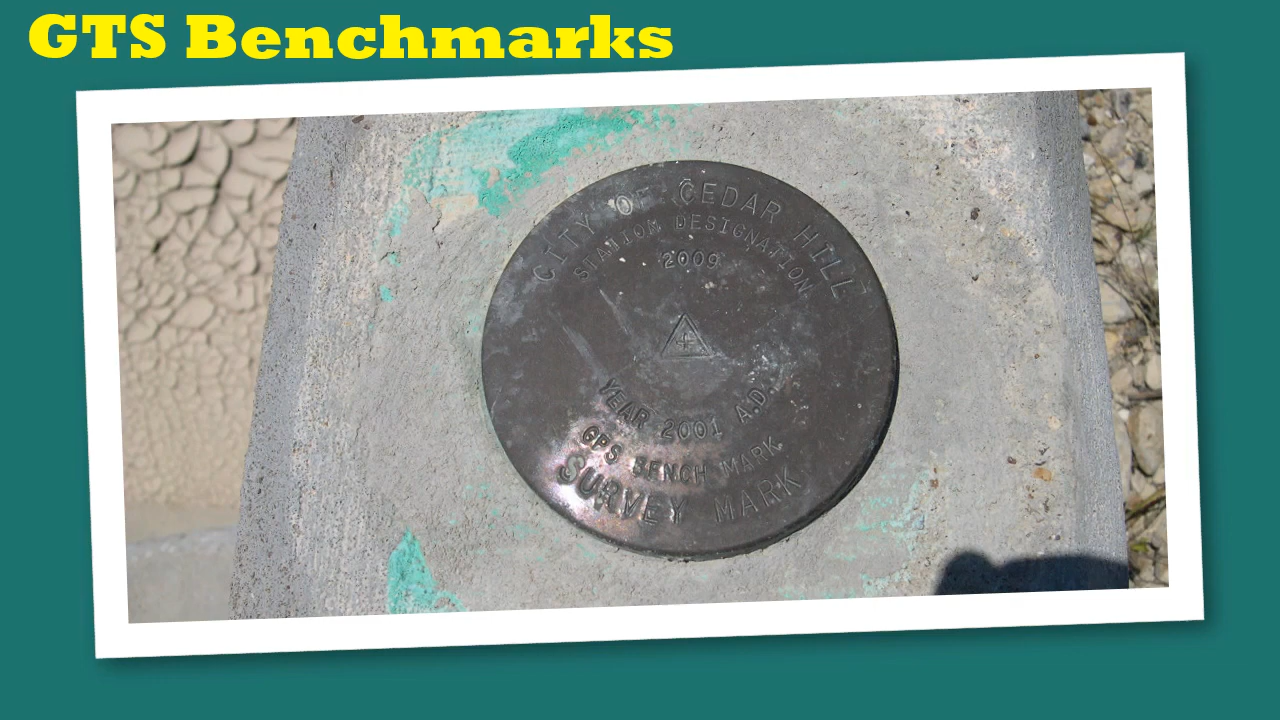 GTS Benchmarks
CITY OF CEDAR HILL
STATION DESIGNATION
2009
YEAR 2001 A.D.
GPS BENCH MARK
SURVEY MARK